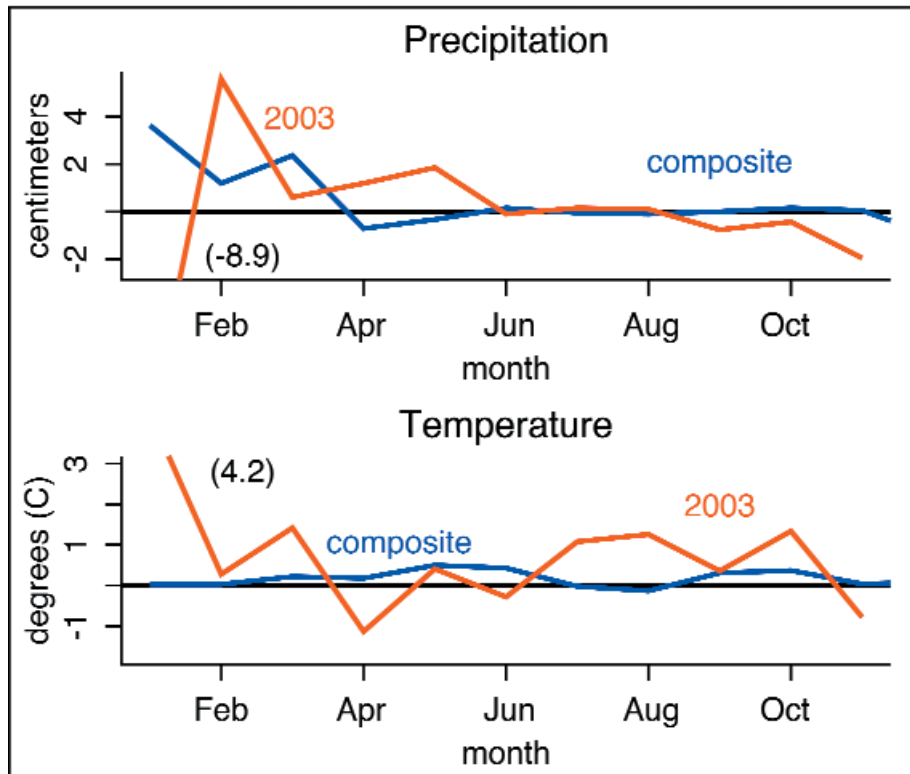 Precipitation
centimeters
4
2
-2
2003
composite
(-8.9)
Feb Apr Jun Aug Oct
month
Temperature
degrees (C)
3
1
-1
(4.2)
composite
2003
Feb Apr Jun Aug Oct
month